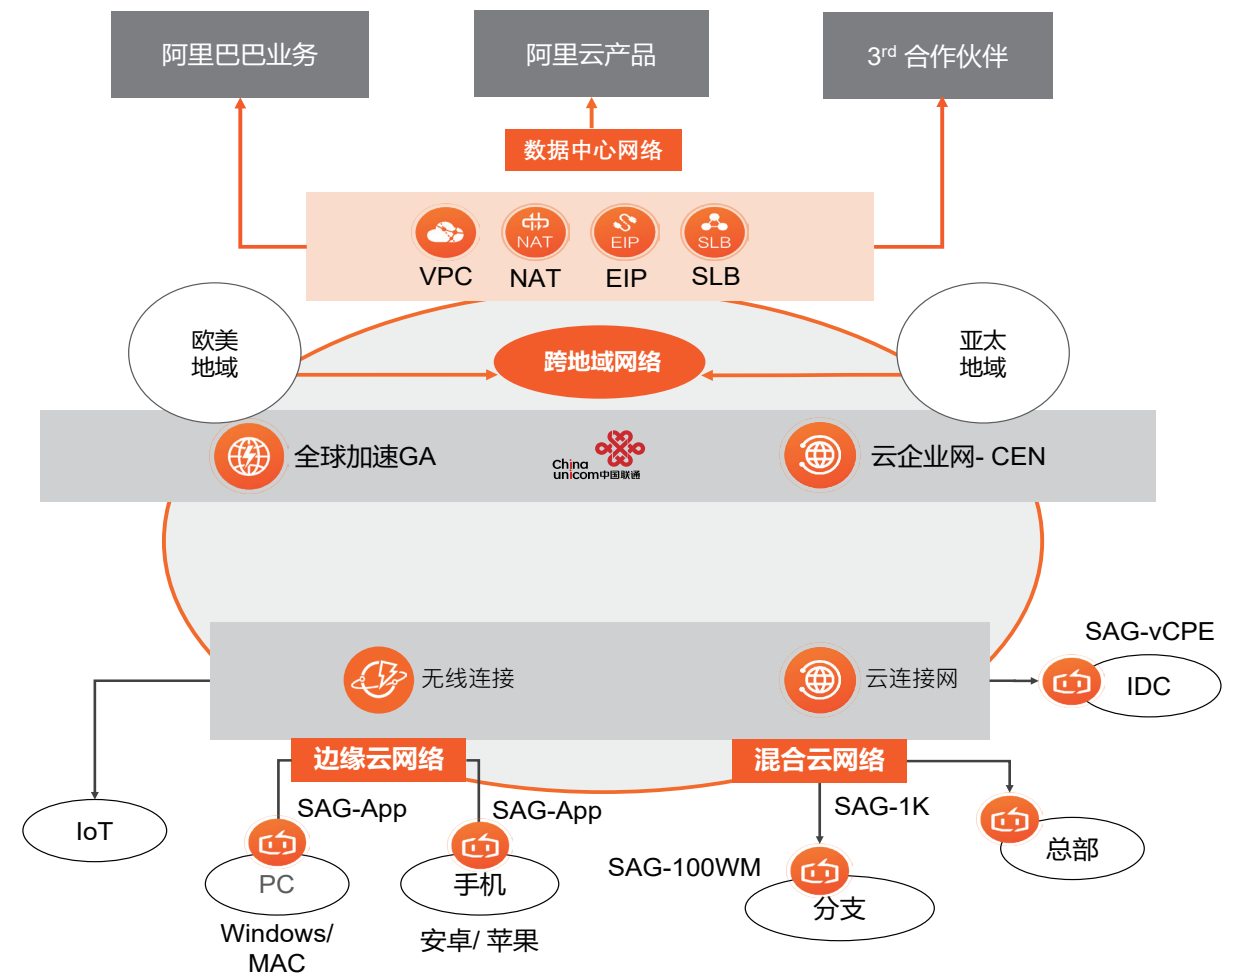 阿里巴巴业务
阿里云产品
3rd 合作伙伴
数据中心网络
NAT
EIP
SLB
VPC
NAT
EIP
SLB
欧美
地域
跨地域网络
亚太
地域
全球加速GA
China
unicom中国联通
云企业网- CEN
SAG-vCPE
无线连接
云连接网
IDC
边缘云网络
混合云网络
SAG-App
SAG-App
SAG-1K
IoT
总部
SAG-100WM
PC
手机
分支
Windows/
MAC
安卓/ 苹果